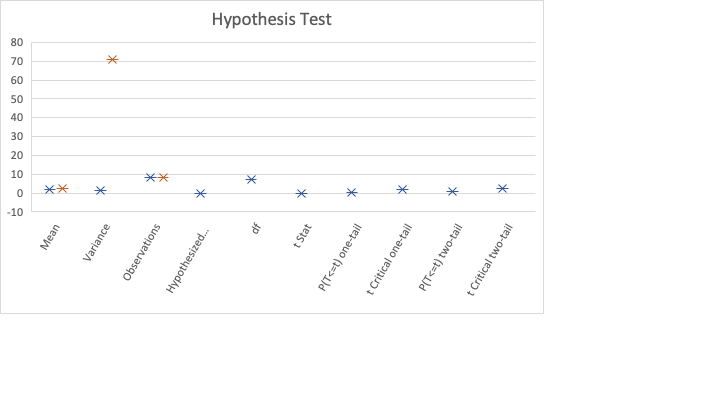 Hypothesis Test
80
70
60
50
40
30
20
10
0
-10
Mean
Variance
Observations
Hypothesized...
df
t Stat
P(T<=t) one-tail
t Critical one-tail
P(T<=t) two-tail
t Critical two-tail